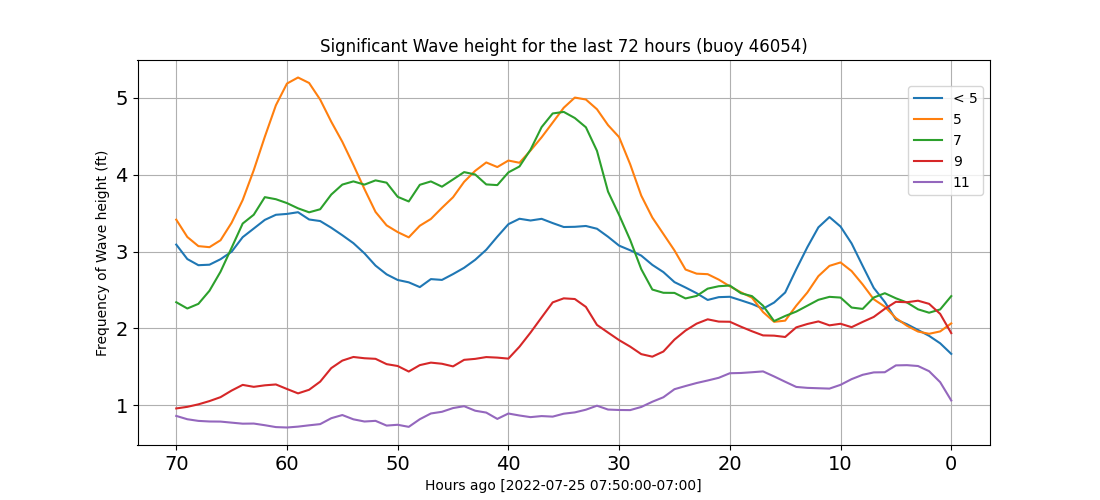 Significant Wave height for the last 72 hours (buoy 46054)
Frequency of Wave height (ft)
5
4
3
2
1
< 5
5
7
9
11
70 60 50 40 30 20 10 0
Hours ago [2022-07-25 07:50:00-07:00]